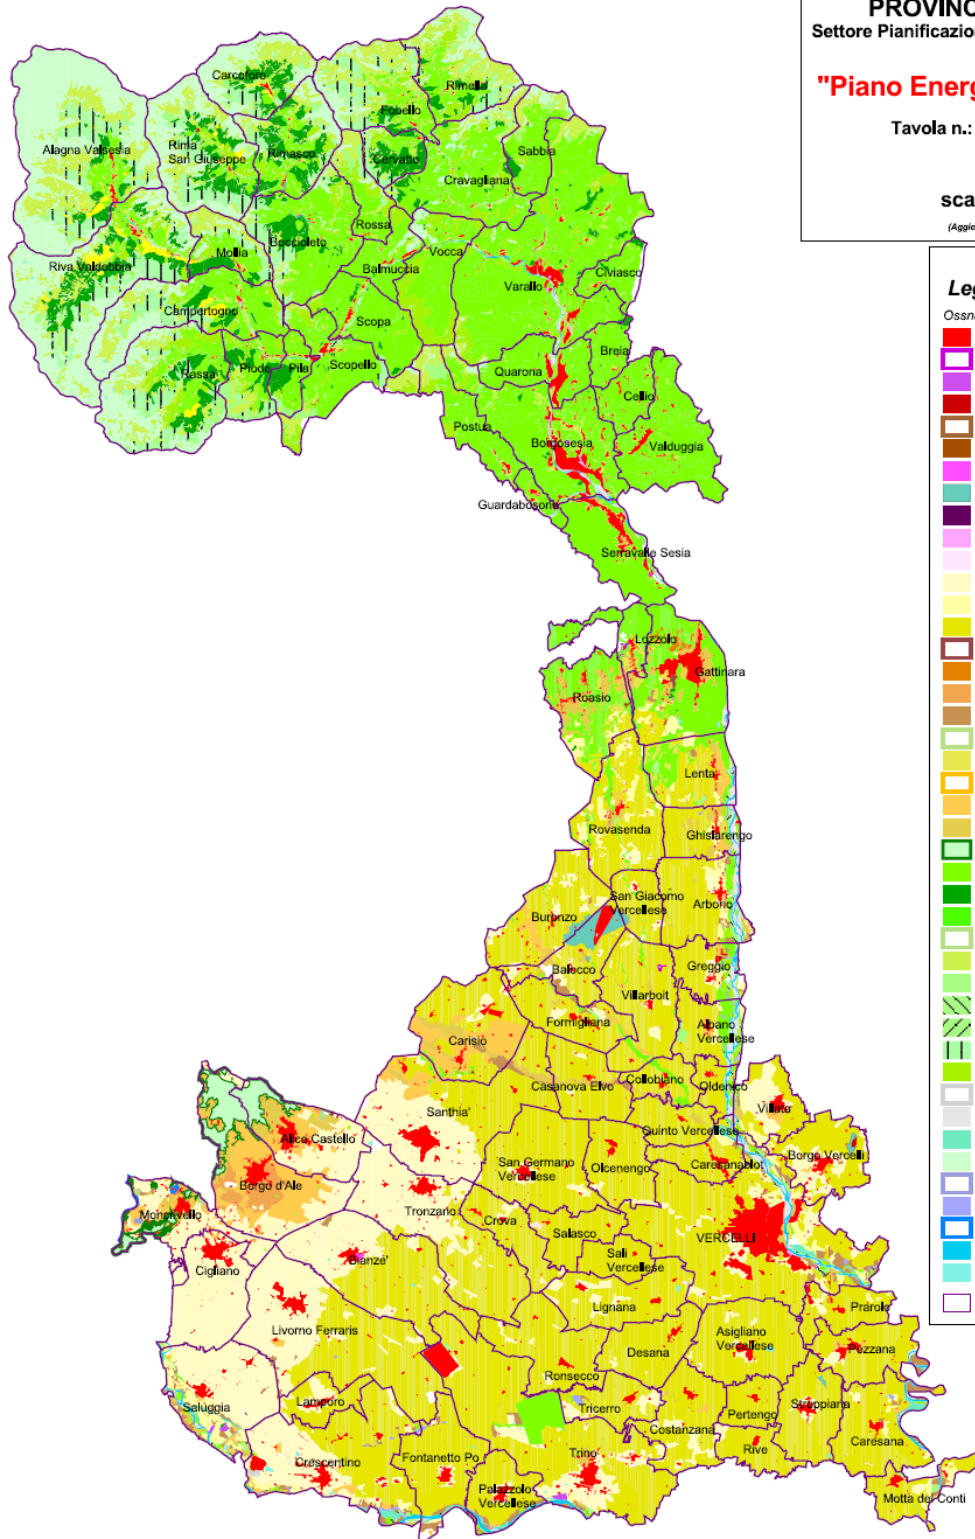 PROVINC
Settore Pianificazion
"Piano Energ
Tavola n.:
sca
(Aggio
Leg
Carcoforo
Rimella
Fobello
Alagna Valsesia
Rima
San Giuseppe
Rimasco
Cervatto
Sabbia
Cravagliana
Rossa
Boccioleto
Mollia
Vocca
Balmuccia
Riva Valdobbia
Varallo
Civiasco
Campertogno
Scopa
Breia
Rassa
Piode
Pila
Scopello
Quarona
Cellio
Postua
Borgosesia
Valduggia
Guardabosone
Serravalle Sesia
Lozzolo
Gattinara
Roasio
Lenta
Rovasenda
Ghislarengo
San Giacomo
Vercellese
Arborio
Buronzo
Balocco
Greggio
Villarboit
Formigliana
Albano
Vercellese
Carisio
Casanova Elvo
Collobiano
Oldenico
Santhia'
Villata
Quinto Vercellese
Alice Castello
Borgo Vercelli
San Germano
Vercellese
Olcenengo
Caresanablot
Borgo d'Ale
Moncrivello
Tronzano
Crova
Salasco
VERCELLI
Cigliano
Bianze'
Sali
Vercellese
Lignana
Prarolo
Livorno Ferraris
Asigliano
Vercellese
Desana
Pezzana
Ronsecco
Lamporo
Saluggia
Tricerro
Stroppiana
Pertengo
Costanzana
Caresana
Rive
Crescentino
Fontanetto Po
Trino
Palazzolo
Vercellese
Motta dei Conti